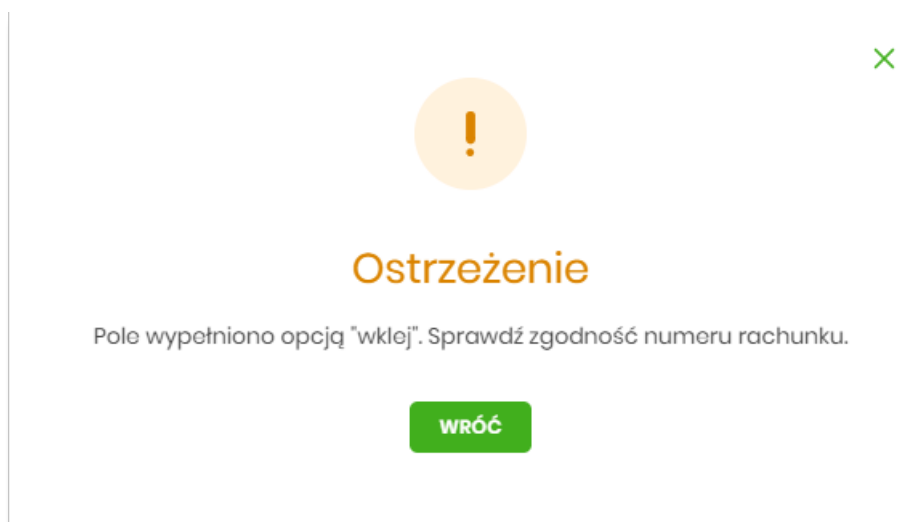 Ostrzeżenie
Pole wypełniono opcją "wklej". Sprawdź zgodność numeru rachunku.
WRÓĆ